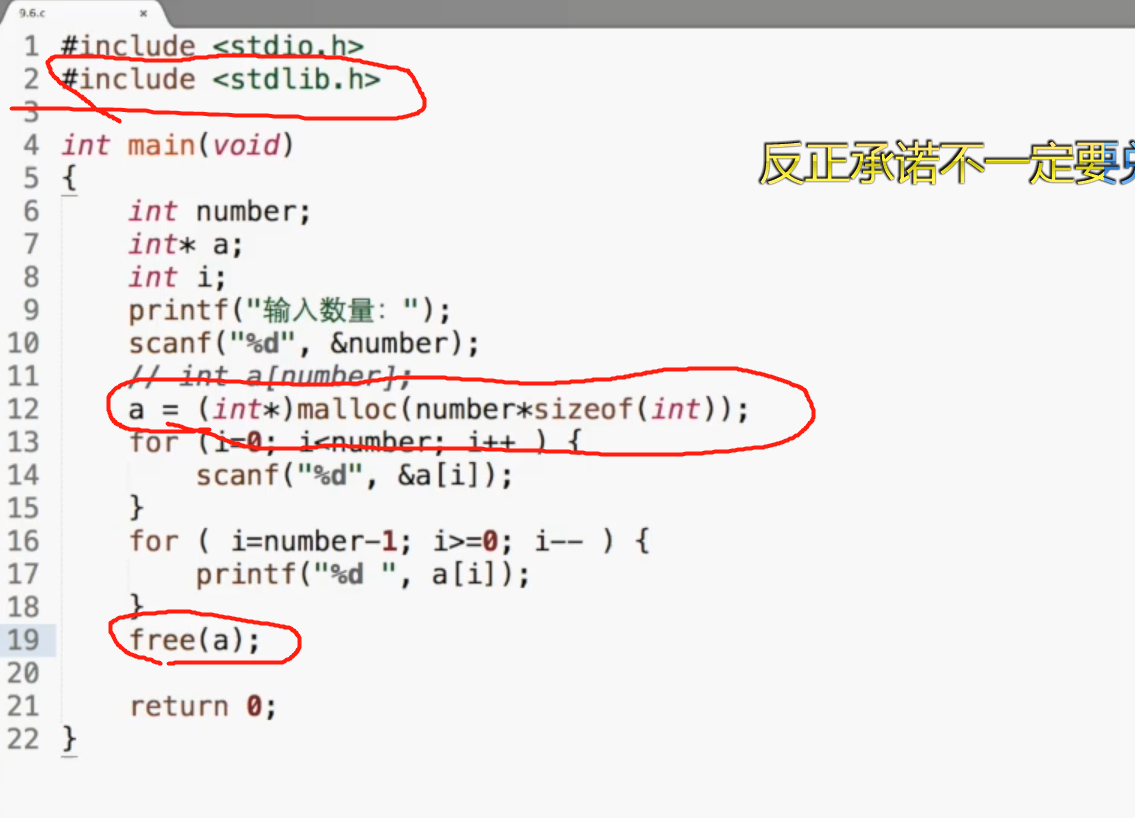 9.6.c ×
1 #include <stdio.h>
2 #include <stdlib.h>
3
4 int main(void)
5 {
6 int number;
7 int* a;
8 int i;
9 printf("输入数量：");
10 scanf("%d", &number);
11 // int a[number];
12 a = (int*)malloc(number*sizeof(int));
13 for (i=0; i<number; i++ ) {
14 scanf("%d", &a[i]);
15 }
16 for ( i=number-1; i>=0; i-- ) {
17 printf("%d ", a[i]);
18 }
19 free(a);
20
21 return 0;
22 }
反正承诺不一定要